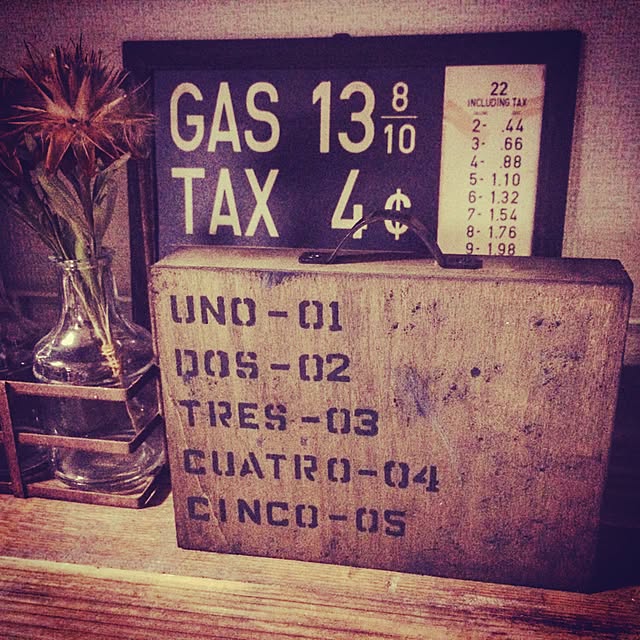 GAS 13 8/10
TAX 4¢
22
INCLUDING TAX
2- .44
3- .66
4- .88
5- 1.10
6- 1.32
7- 1.54
8- 1.76
9- 1.98
UNO-01
DOS-02
TRES-03
CUATRO-04
CINCO-05